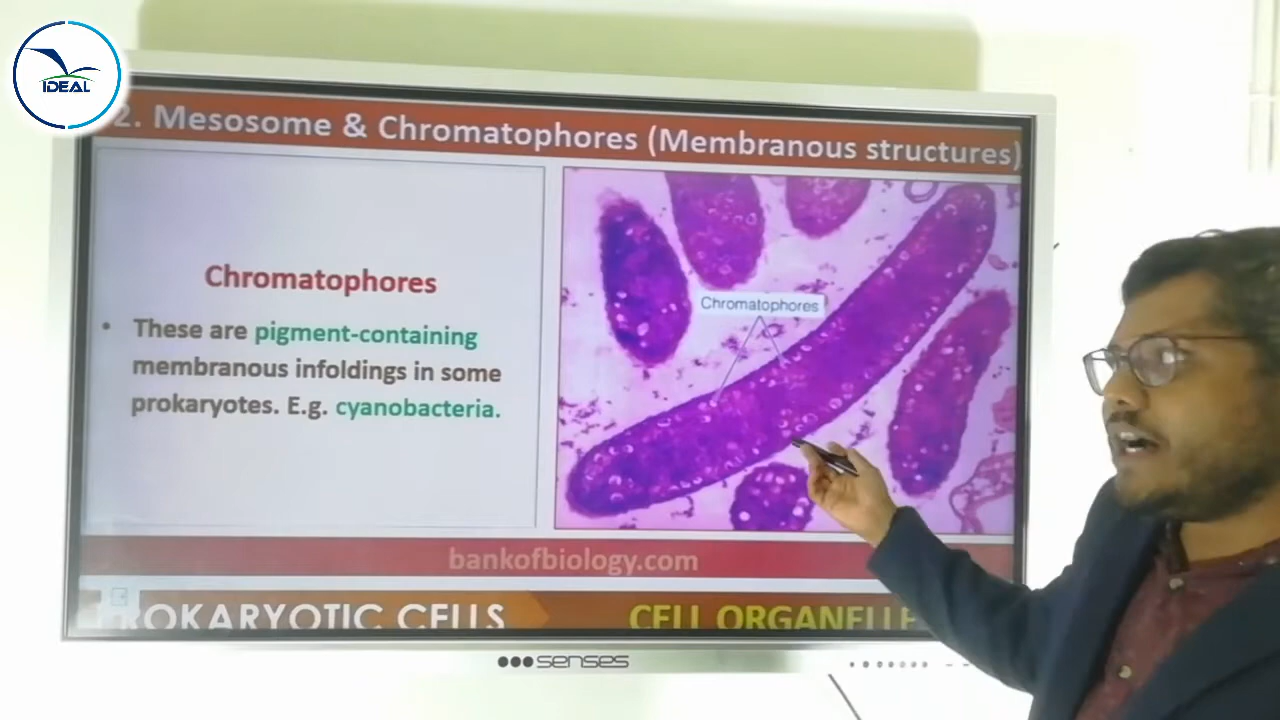 IDEAL
2. Mesosome & Chromatophores (Membranous structures)
Chromatophores
• These are pigment-containing
membranous infoldings in some
prokaryotes. E.g. cyanobacteria.
Chromatophores
bankofbiology.com
PROKARYOTIC CELLS
CELL ORGANELLE
senses